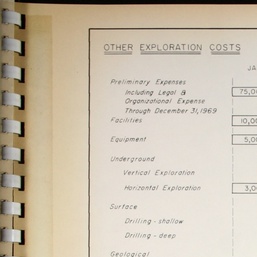 OTHER EXPLORATION COSTS
JA
Preliminary Expenses
Including Legal &
Organizational Expense
Through December 31, 1969
75,0
Facilities
10,00
Equipment
5,0
Underground
Vertical Exploration
Horizontal Exploration
3,0
Surface
Drilling - shallow
Drilling - deep
Geological